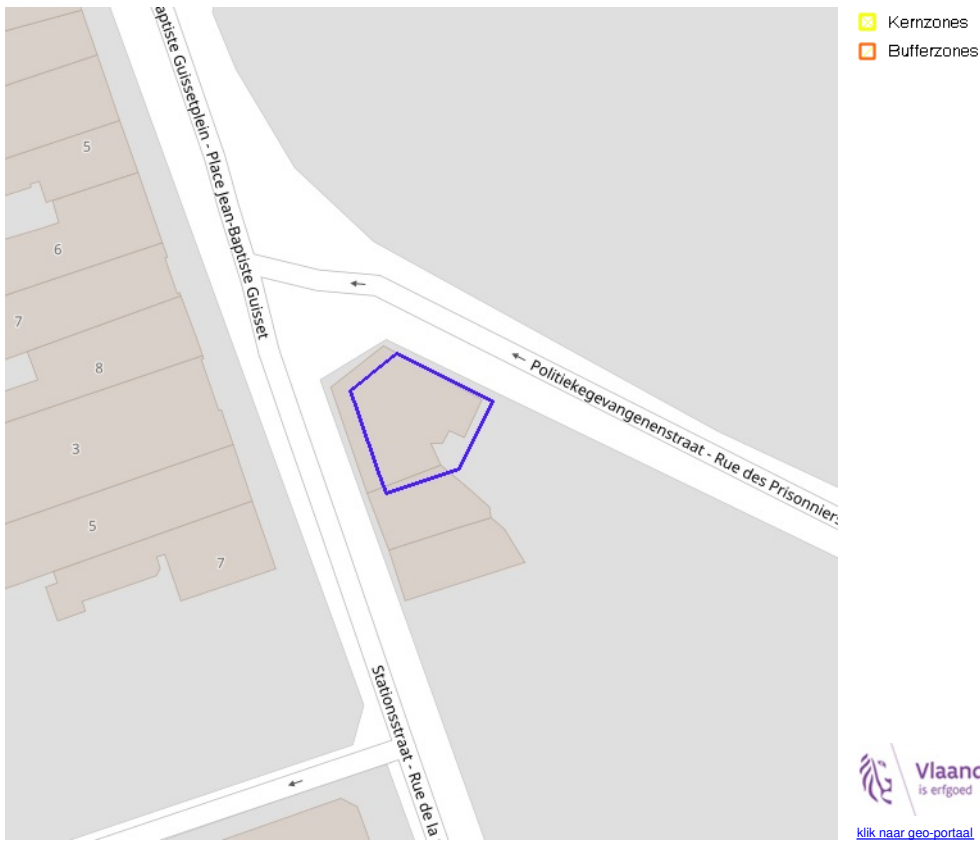 Kernzones
Bufferzones
aptiste Guissetplein - Place Jean-Baptiste Guisset
5
6
7
8
3
5
7
Politiekegevangenenstraat - Rue des Prisonniers
Stationsstraat - Rue de la
Vlaand
is erfgoed
klik naar geo-portaal